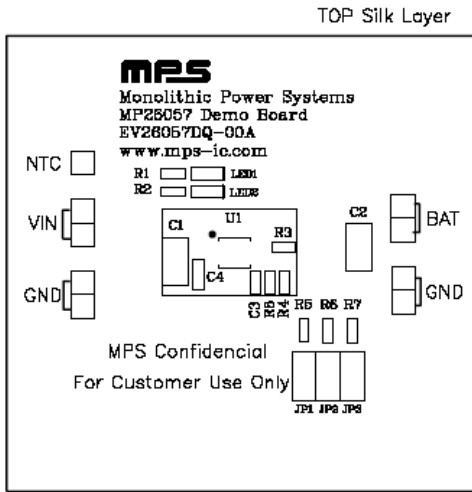 TOP Silk Layer
mps
Monolithic Power Systems
MP26057 Demo Board
EV26057DQ-00A
www.mps-ic.com
R1 LED1
R2 LED2
NTC
VIN
GND
C1
U1
R3
C4
C3
R8
R4
C2
BAT
GND
R5 R6 R7
MPS Confidencial
For Customer Use Only
JP1 JP2 JP3